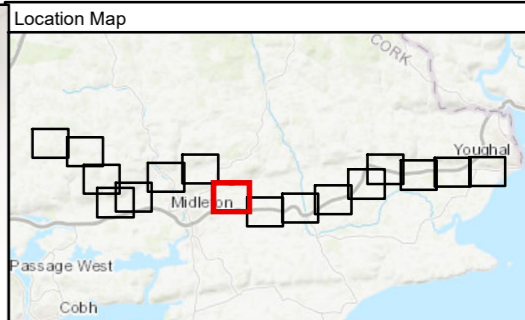 Location Map
CORK
Youghal
Midleton
Passage West
Cobh